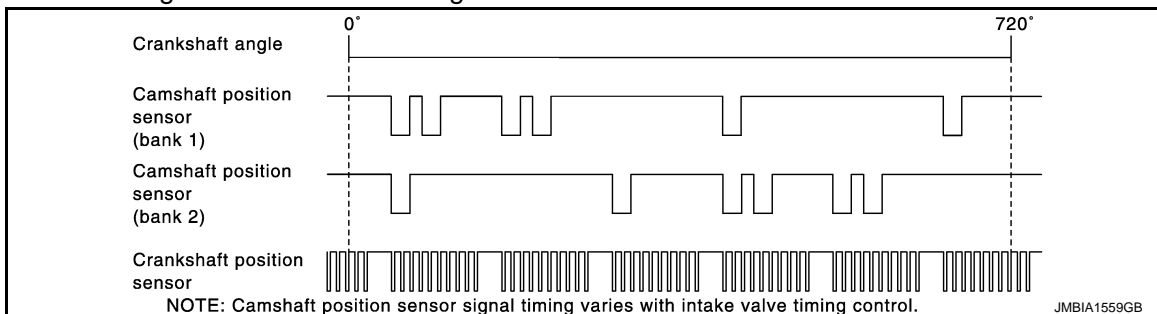 0˚
720˚
Crankshaft angle
Camshaft position
sensor
(bank 1)
Camshaft position
sensor
(bank 2)
Crankshaft position
sensor
NOTE: Camshaft position sensor signal timing varies with intake valve timing control.
JMBIA1559GB